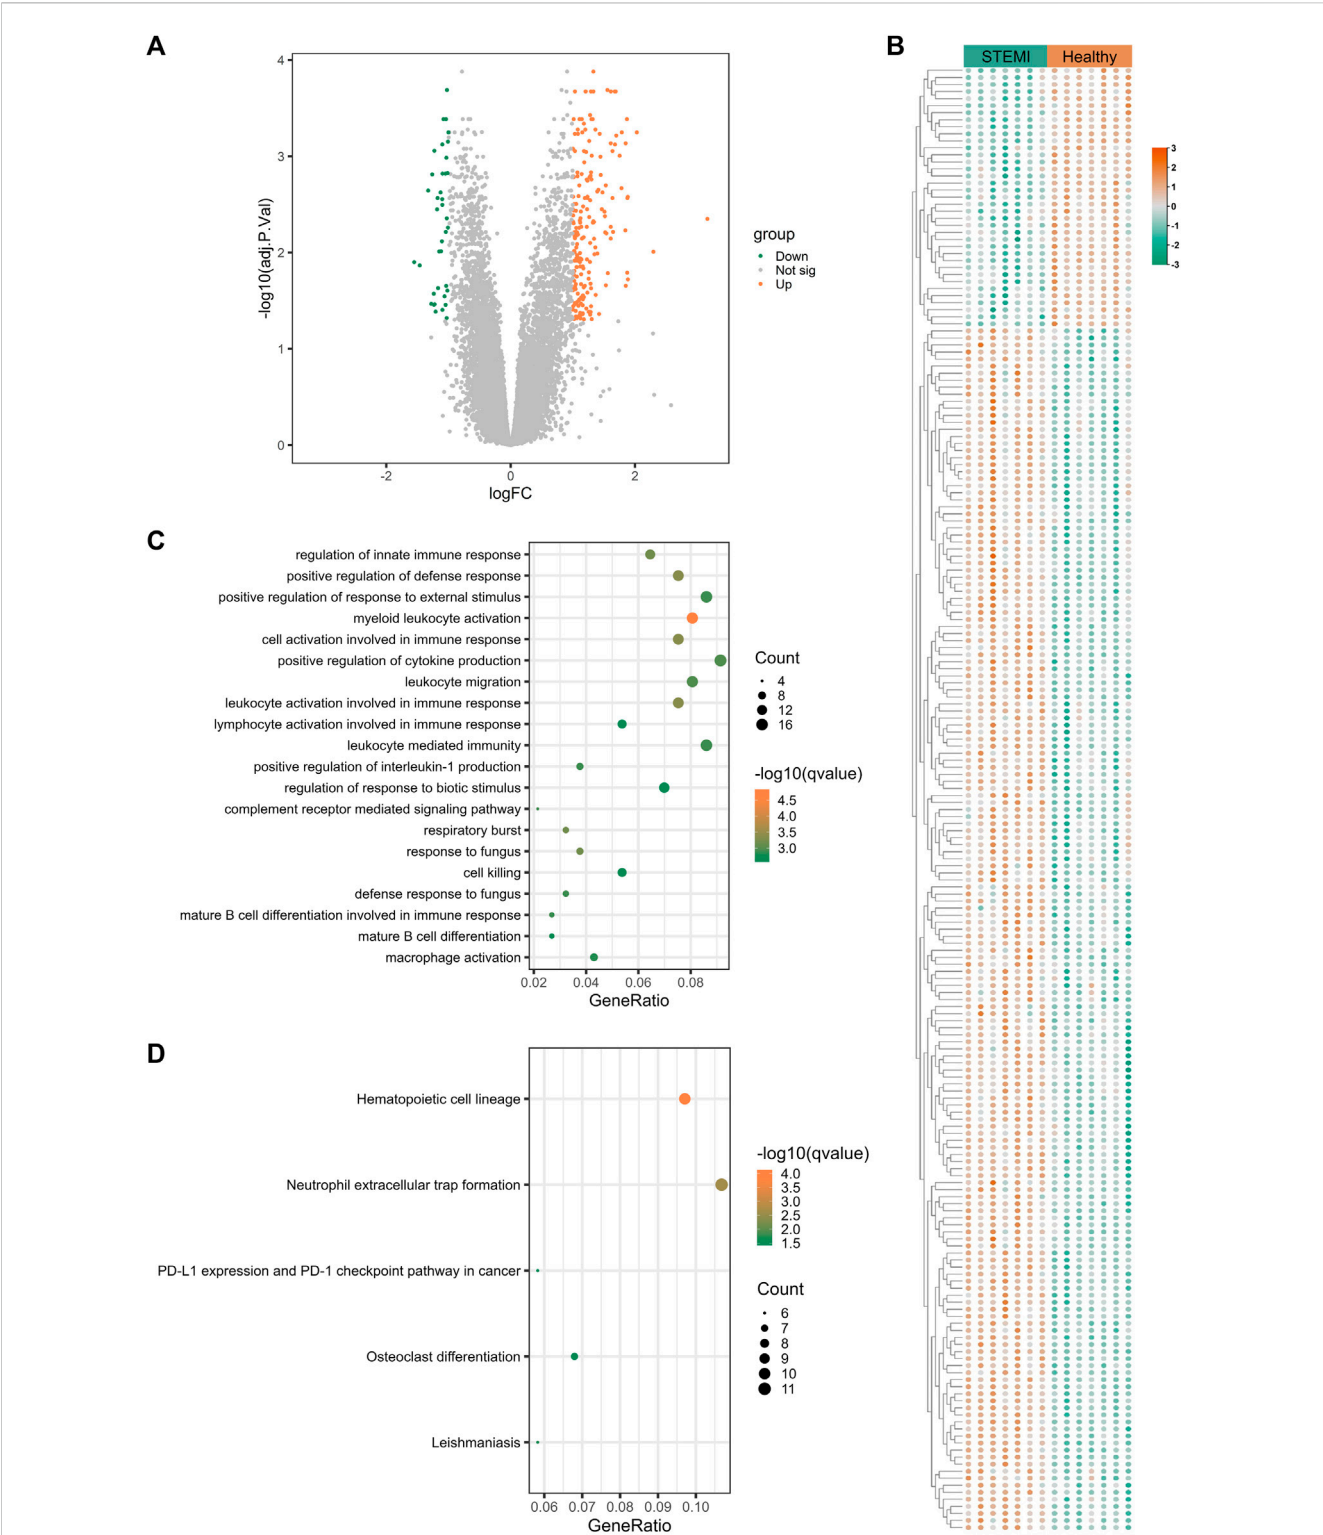 A
4
3
2
1
0
-log10(adj.P.Val)
-2
0
2
logFC
group
Down
Not sig
Up
B
STEMI
Healthy
3
2
1
0
-1
-2
-3
C
regulation of innate immune response
positive regulation of defense response
positive regulation of response to external stimulus
myeloid leukocyte activation
cell activation involved in immune response
positive regulation of cytokine production
leukocyte migration
leukocyte activation involved in immune response
lymphocyte activation involved in immune response
leukocyte mediated immunity
positive regulation of interleukin-1 production
regulation of response to biotic stimulus
complement receptor mediated signaling pathway
respiratory burst
response to fungus
cell killing
defense response to fungus
mature B cell differentiation involved in immune response
mature B cell differentiation
macrophage activation
0.02
0.04
0.06
0.08
GeneRatio
Count
4
8
12
16
-log10(qvalue)
4.5
4.0
3.5
3.0
D
Hematopoietic cell lineage
Neutrophil extracellular trap formation
PD-L1 expression and PD-1 checkpoint pathway in cancer
Osteoclast differentiation
Leishmaniasis
0.06
0.07
0.08
0.09
0.10
GeneRatio
-log10(qvalue)
4.0
3.5
3.0
2.5
2.0
1.5
Count
6
7
8
9
10
11